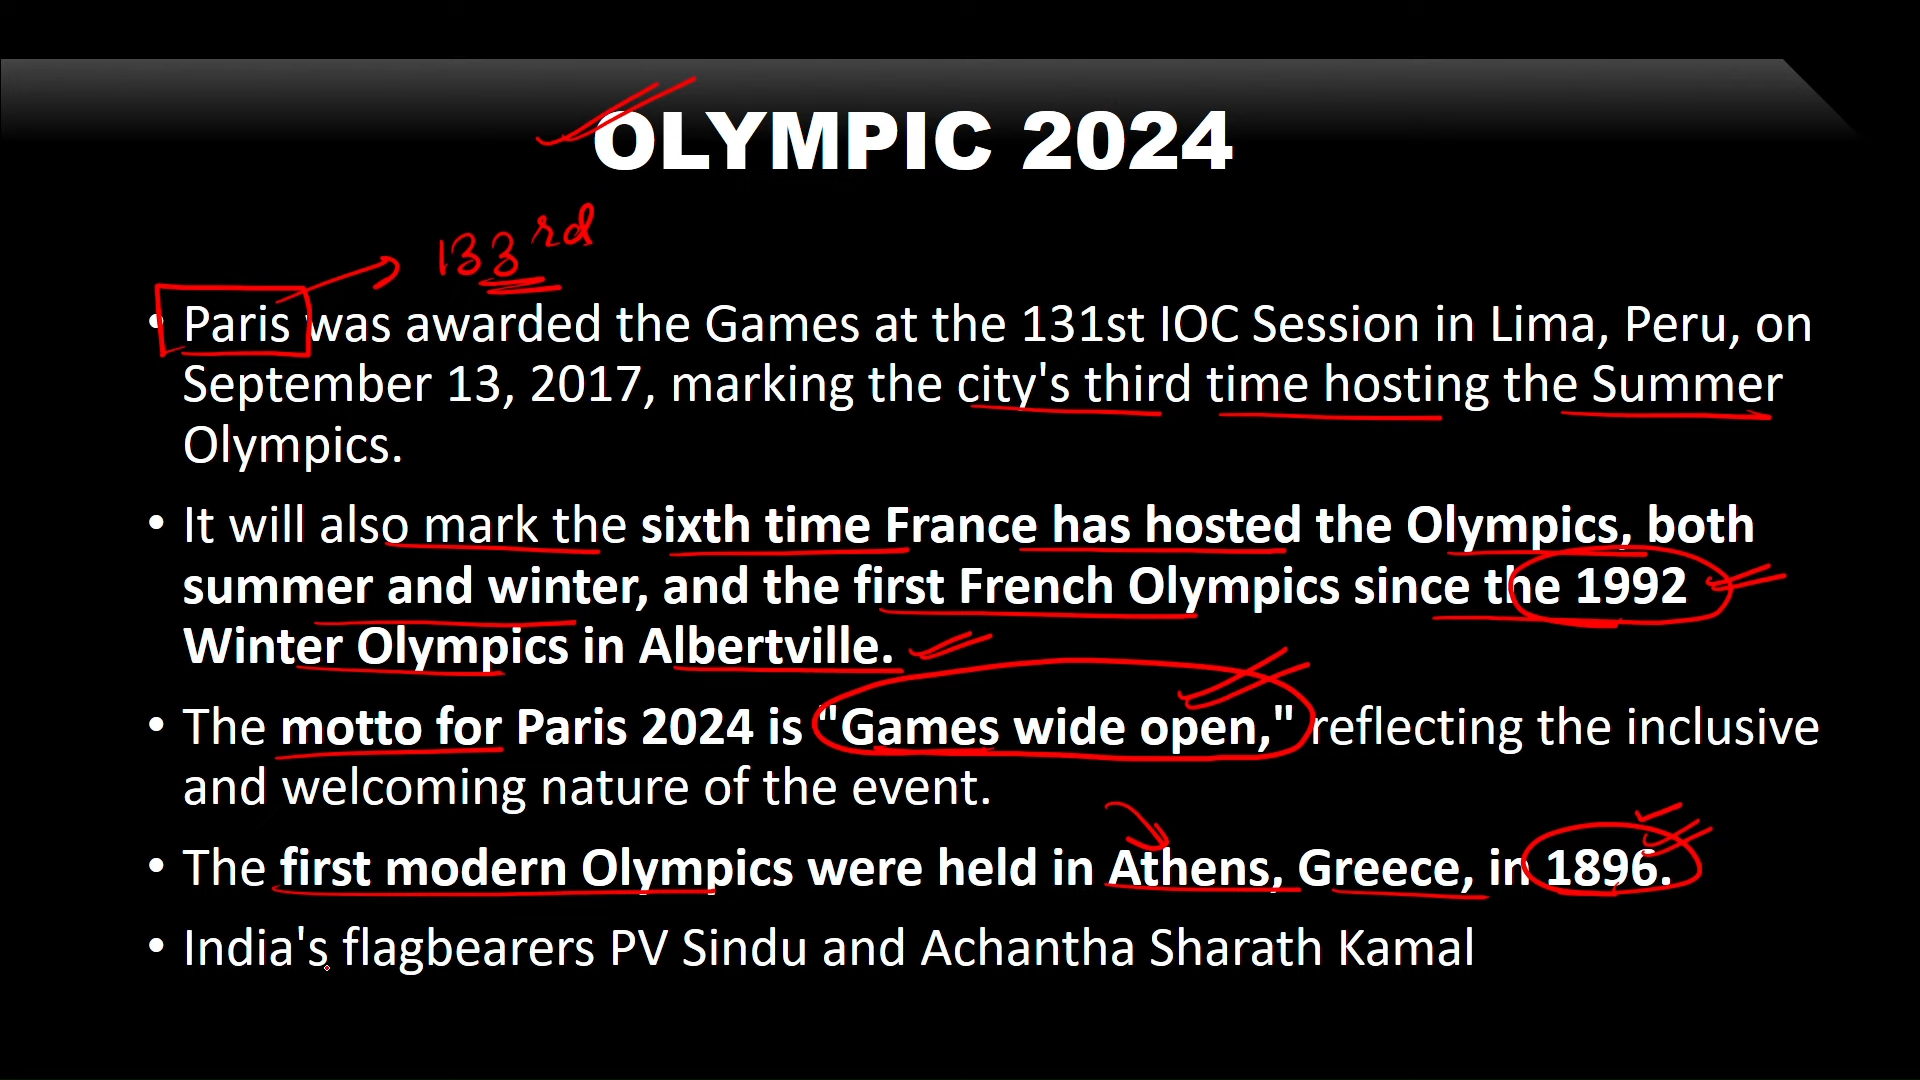 OLYMPIC 2024
133rd
• Paris was awarded the Games at the 131st IOC Session in Lima, Peru, on
September 13, 2017, marking the city's third time hosting the Summer
Olympics.
• It will also mark the sixth time France has hosted the Olympics, both
summer and winter, and the first French Olympics since the 1992
Winter Olympics in Albertville.
• The motto for Paris 2024 is "Games wide open," reflecting the inclusive
and welcoming nature of the event.
• The first modern Olympics were held in Athens, Greece, in 1896.
• India's flagbearers PV Sindu and Achantha Sharath Kamal